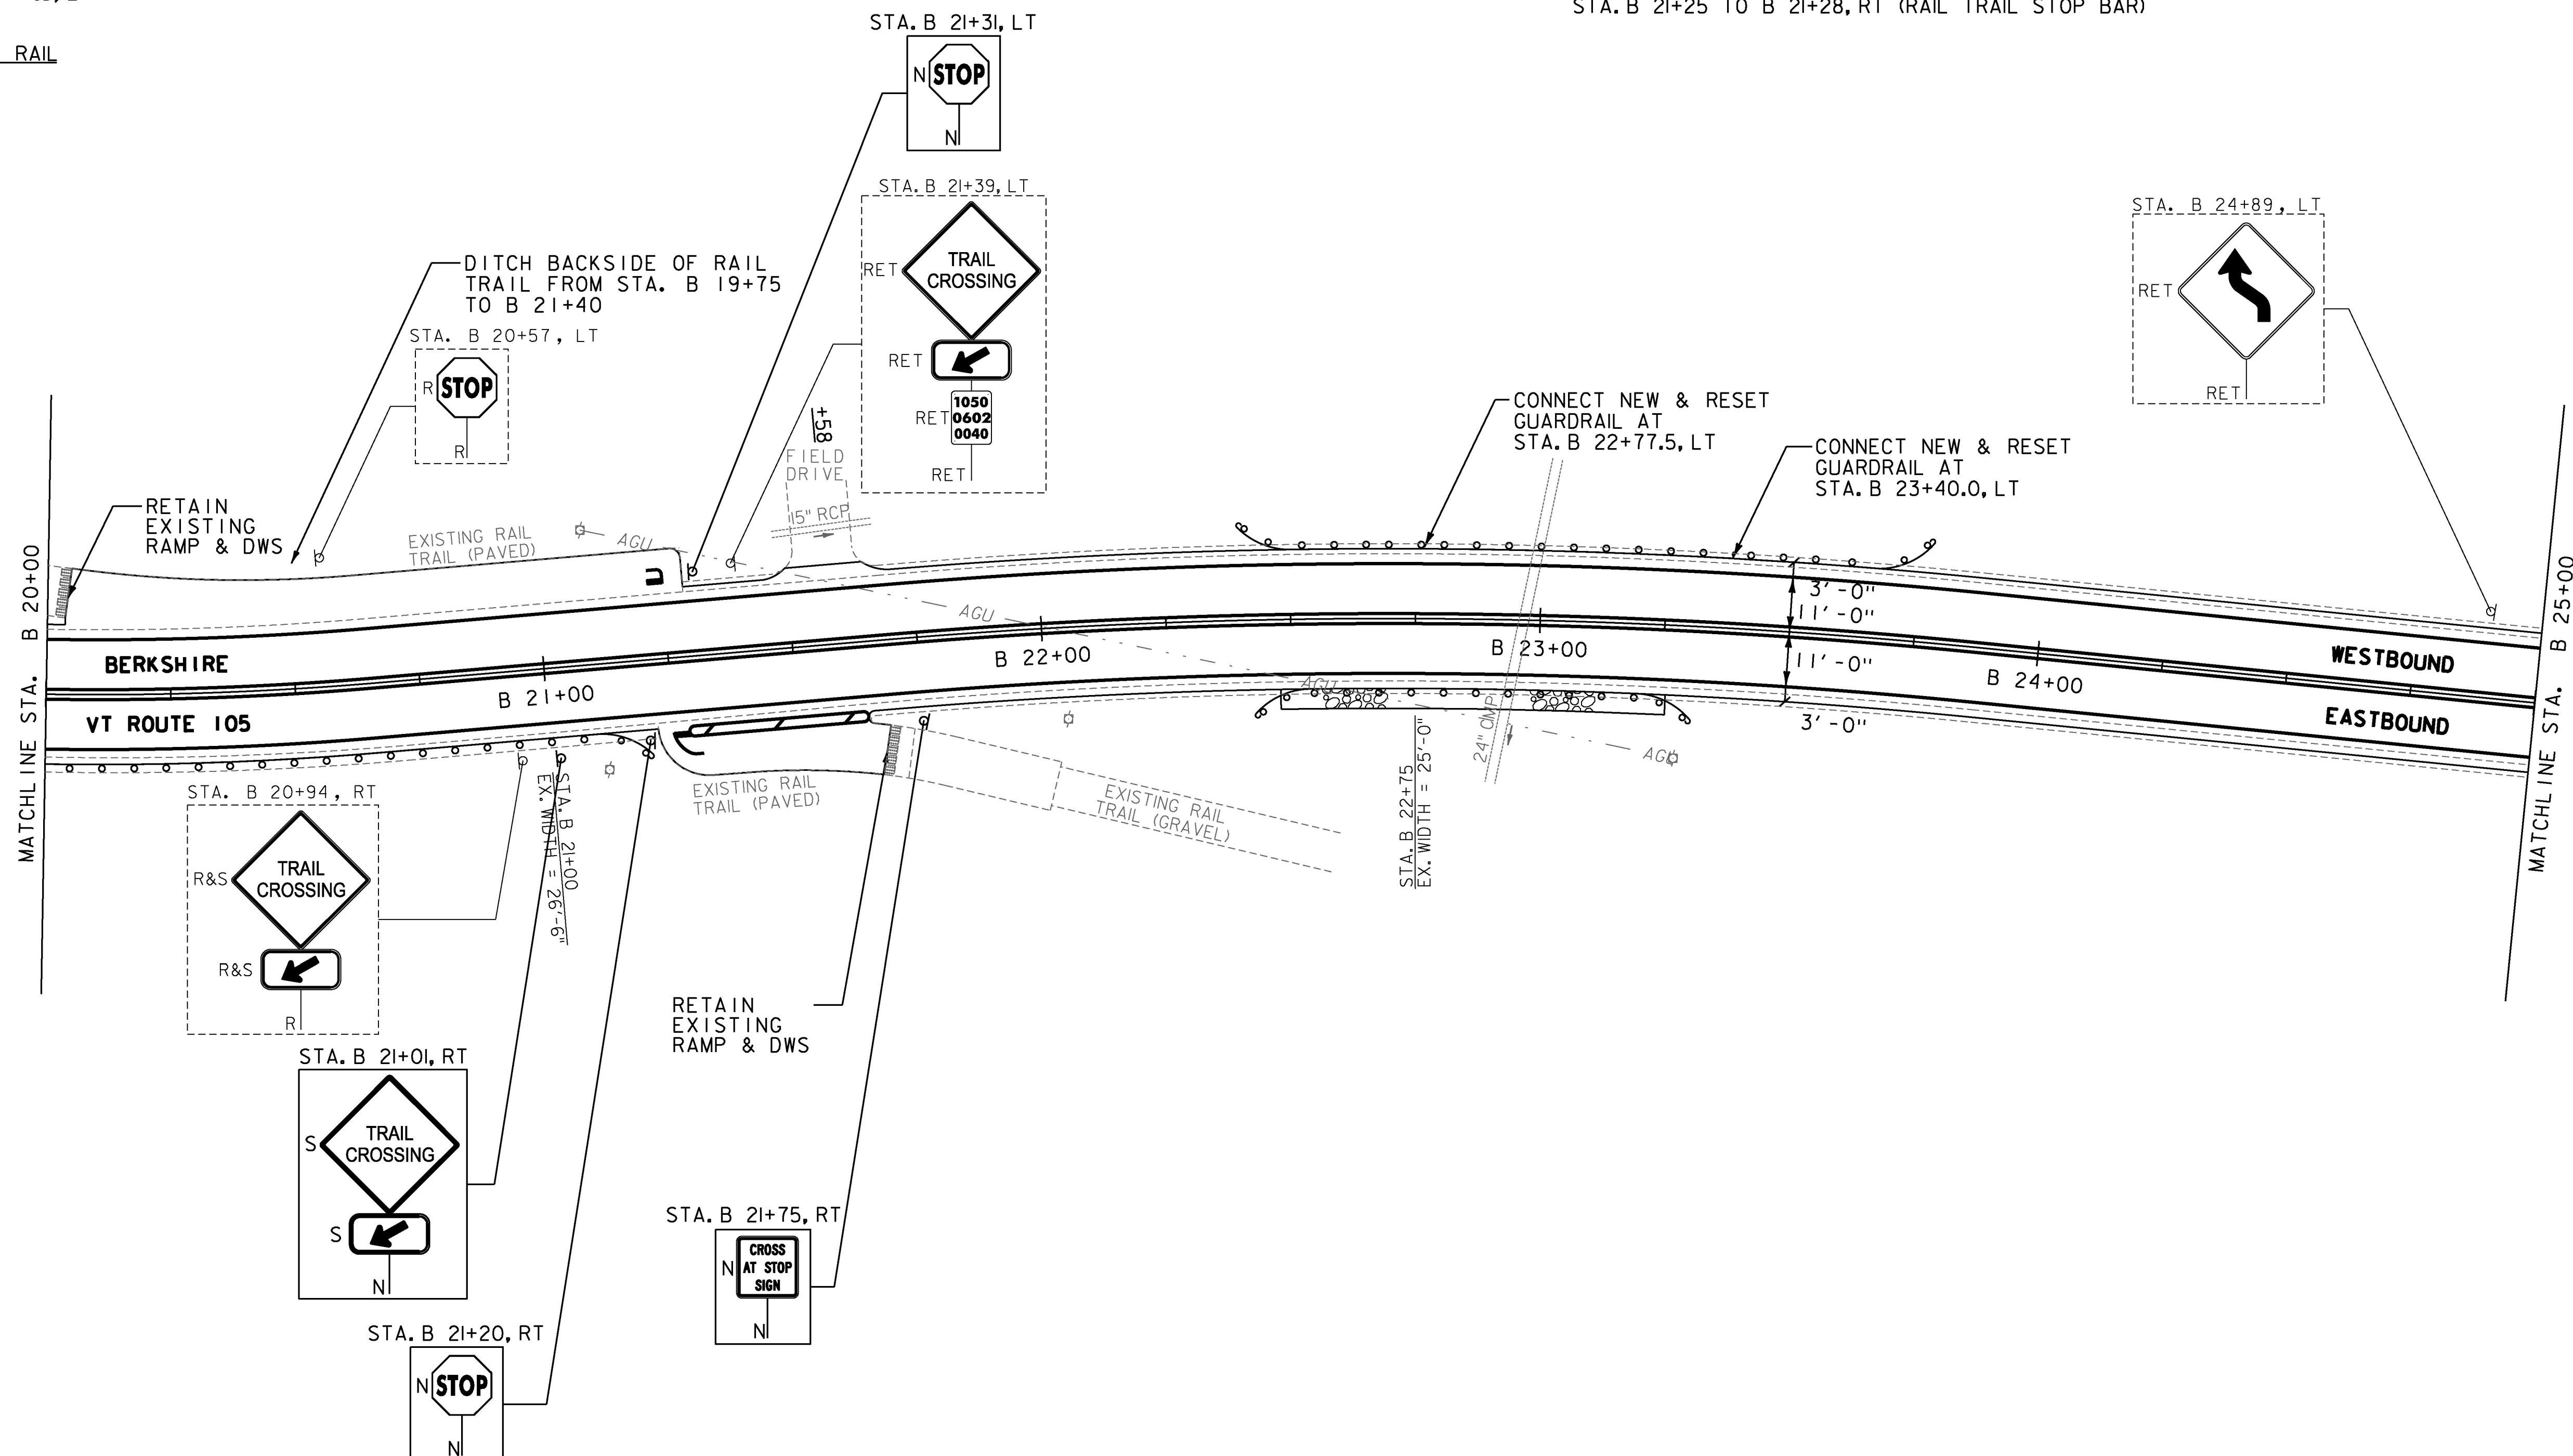 STA. B 21+25 TO B 21+28, RT (RAIL TRAIL STOP BAR)
RAIL
STA. B 21+31, LT
N STOP
N
STA. B 21+39, LT
RET TRAIL
CROSSING
RET
RET 1050
0602
0040
RET
STA. B 24+89, LT
RET
RET
DITCH BACKSIDE OF RAIL
TRAIL FROM STA. B 19+75
TO B 21+40
STA. B 20+57, LT
R STOP
R
RETAIN
EXISTING
RAMP & DWS
EXISTING RAIL
TRAIL (PAVED)
AGU
+58
FIELD
DRIVE
15" RCP
CONNECT NEW & RESET
GUARDRAIL AT
STA. B 22+77.5, LT
CONNECT NEW & RESET
GUARDRAIL AT
STA. B 23+40.0, LT
MATCHLINE STA. B 20+00
BERKSHIRE
VT ROUTE 105
B 21+00
B 22+00
B 23+00
B 24+00
AGU
AGU
AGU
3'-0"
11'-0"
11'-0"
3'-0"
WESTBOUND
EASTBOUND
MATCHLINE STA. B 25+00
STA. B 21+00
EX. WIDTH = 26'-6"
EXISTING RAIL
TRAIL (PAVED)
EXISTING RAIL
TRAIL (GRAVEL)
STA. B 22+75
EX. WIDTH = 25'-0"
24" CMP
STA. B 20+94, RT
R&S TRAIL
CROSSING
R&S
R
RETAIN
EXISTING
RAMP & DWS
STA. B 21+01, RT
S TRAIL
CROSSING
S
N
STA. B 21+75, RT
N CROSS
AT STOP
SIGN
N
STA. B 21+20, RT
N STOP
N